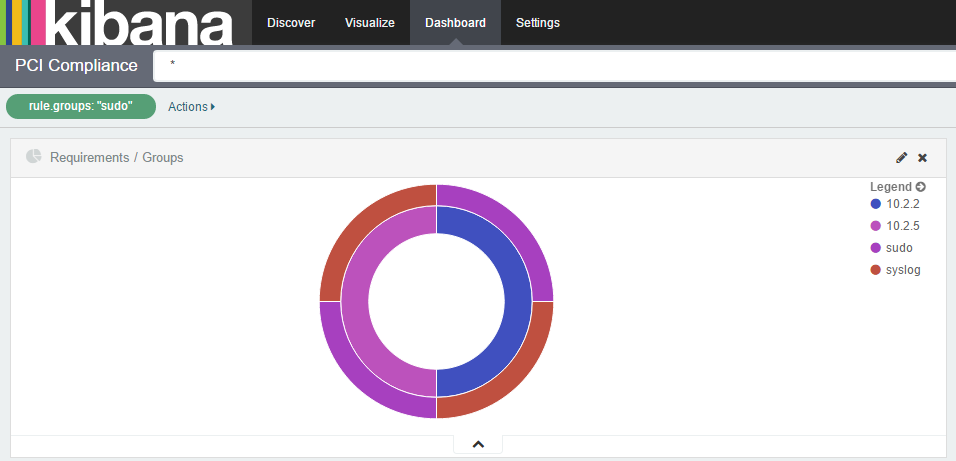 kibana
Discover Visualize Dashboard Settings
PCI Compliance *
rule.groups: "sudo" Actions
Requirements / Groups
Legend
10.2.2
10.2.5
sudo
syslog